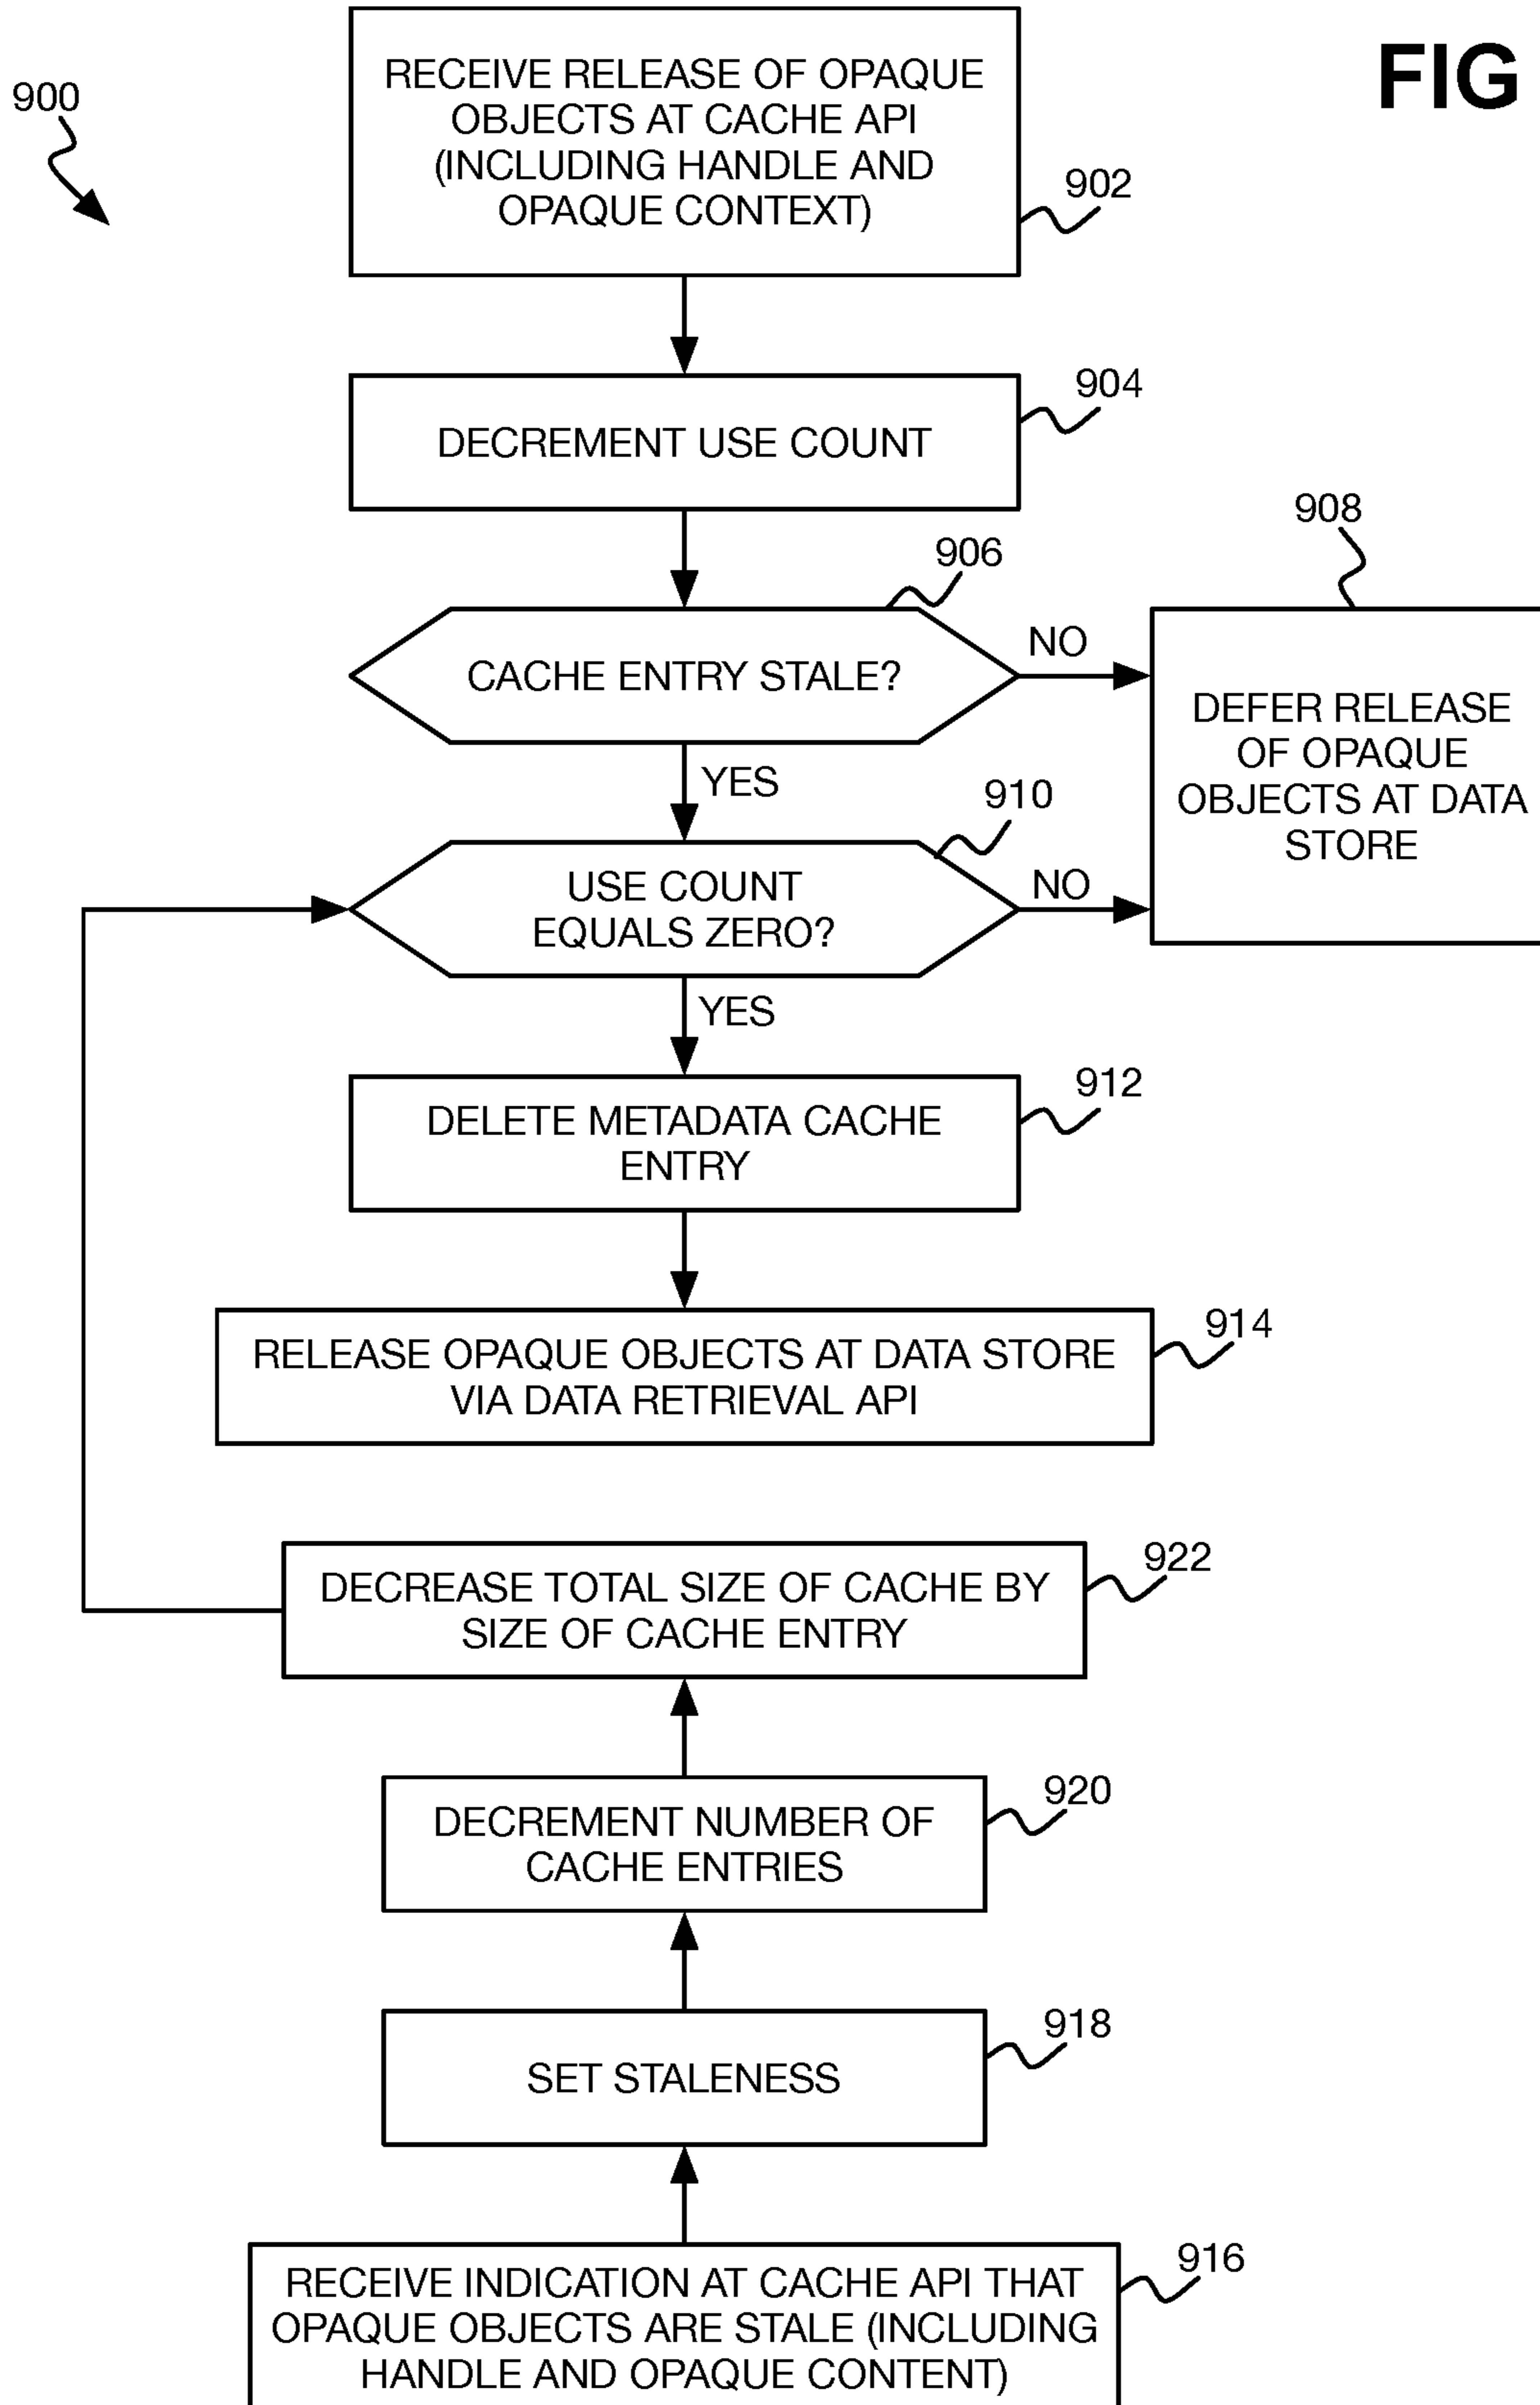 FIG
900
RECEIVE RELEASE OF OPAQUE
OBJECTS AT CACHE API
(INCLUDING HANDLE AND
OPAQUE CONTEXT)
902
904
DECREMENT USE COUNT
906
908
CACHE ENTRY STALE?
NO
DEFER RELEASE
OF OPAQUE
OBJECTS AT DATA
STORE
YES
910
USE COUNT
EQUALS ZERO?
NO
YES
912
DELETE METADATA CACHE
ENTRY
914
RELEASE OPAQUE OBJECTS AT DATA STORE
VIA DATA RETRIEVAL API
922
DECREASE TOTAL SIZE OF CACHE BY
SIZE OF CACHE ENTRY
920
DECREMENT NUMBER OF
CACHE ENTRIES
918
SET STALENESS
916
RECEIVE INDICATION AT CACHE API THAT
OPAQUE OBJECTS ARE STALE (INCLUDING
HANDLE AND OPAQUE CONTENT)